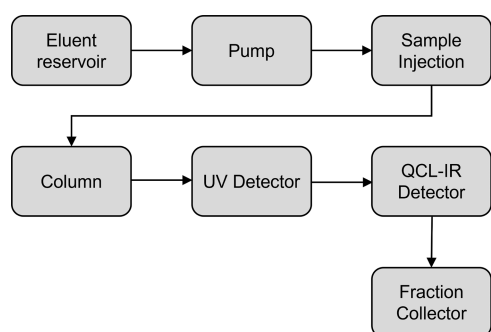 Eluent
reservoir
Pump
Sample
Injection
Column
UV Detector
QCL-IR
Detector
Fraction
Collector